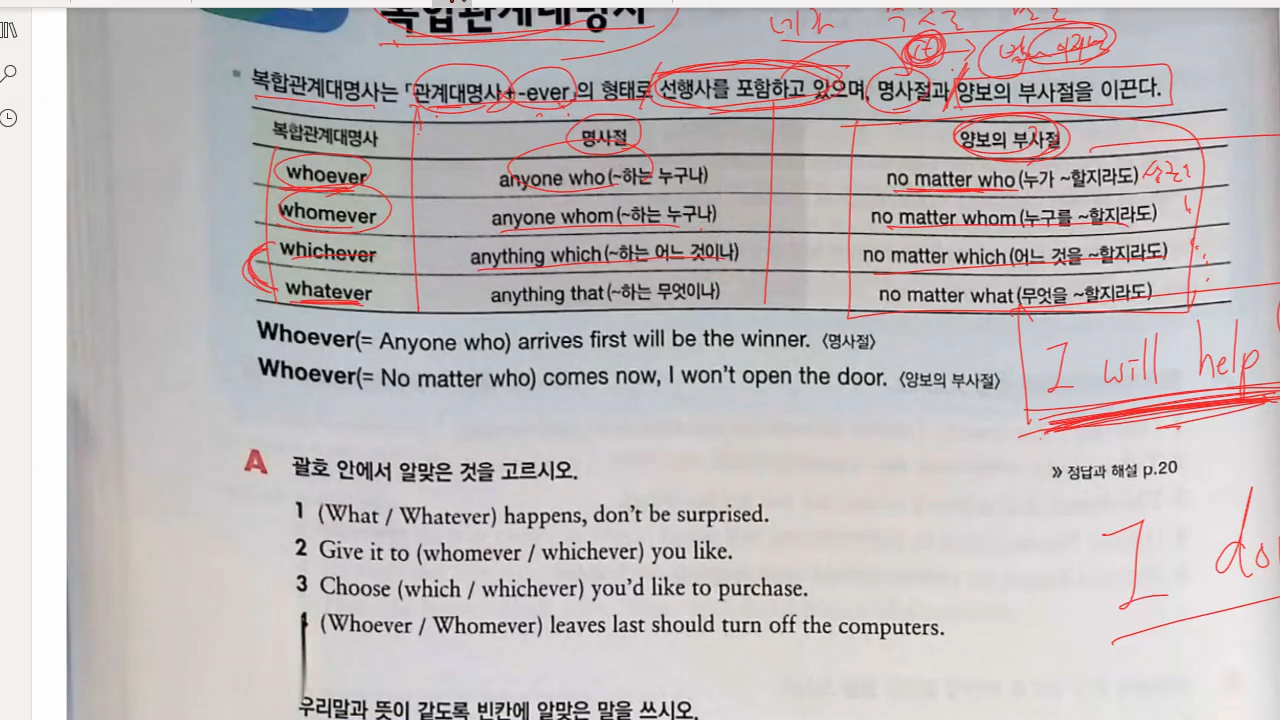 복합관계대명사
네가
복합관계대명사는 「관계대명사+-ever」의 형태로 선행사를 포함하고 있으며, 명사절과 양보의 부사절을 이끈다.
복합관계대명사 명사절 양보의 부사절
whoever anyone who(~하는 누구나) no matter who(누가 ~할지라도)
whomever anyone whom(~하는 누구나) no matter whom(누구를 ~할지라도)
whichever anything which(~하는 어느 것이나) no matter which(어느 것을 ~할지라도)
whatever anything that(~하는 무엇이나) no matter what(무엇을 ~할지라도)
Whoever(= Anyone who) arrives first will be the winner. 〈명사절〉
Whoever(= No matter who) comes now, I won't open the door. 〈양보의 부사절〉
I will help
A 괄호 안에서 알맞은 것을 고르시오.
» 정답과 해설 p.20
1 (What / Whatever) happens, don't be surprised.
2 Give it to (whomever / whichever) you like.
I do
3 Choose (which / whichever) you'd like to purchase.
(Whoever / Whomever) leaves last should turn off the computers.
우리말과 뜻이 같도록 빈칸에 알맞은 말을 쓰시오.